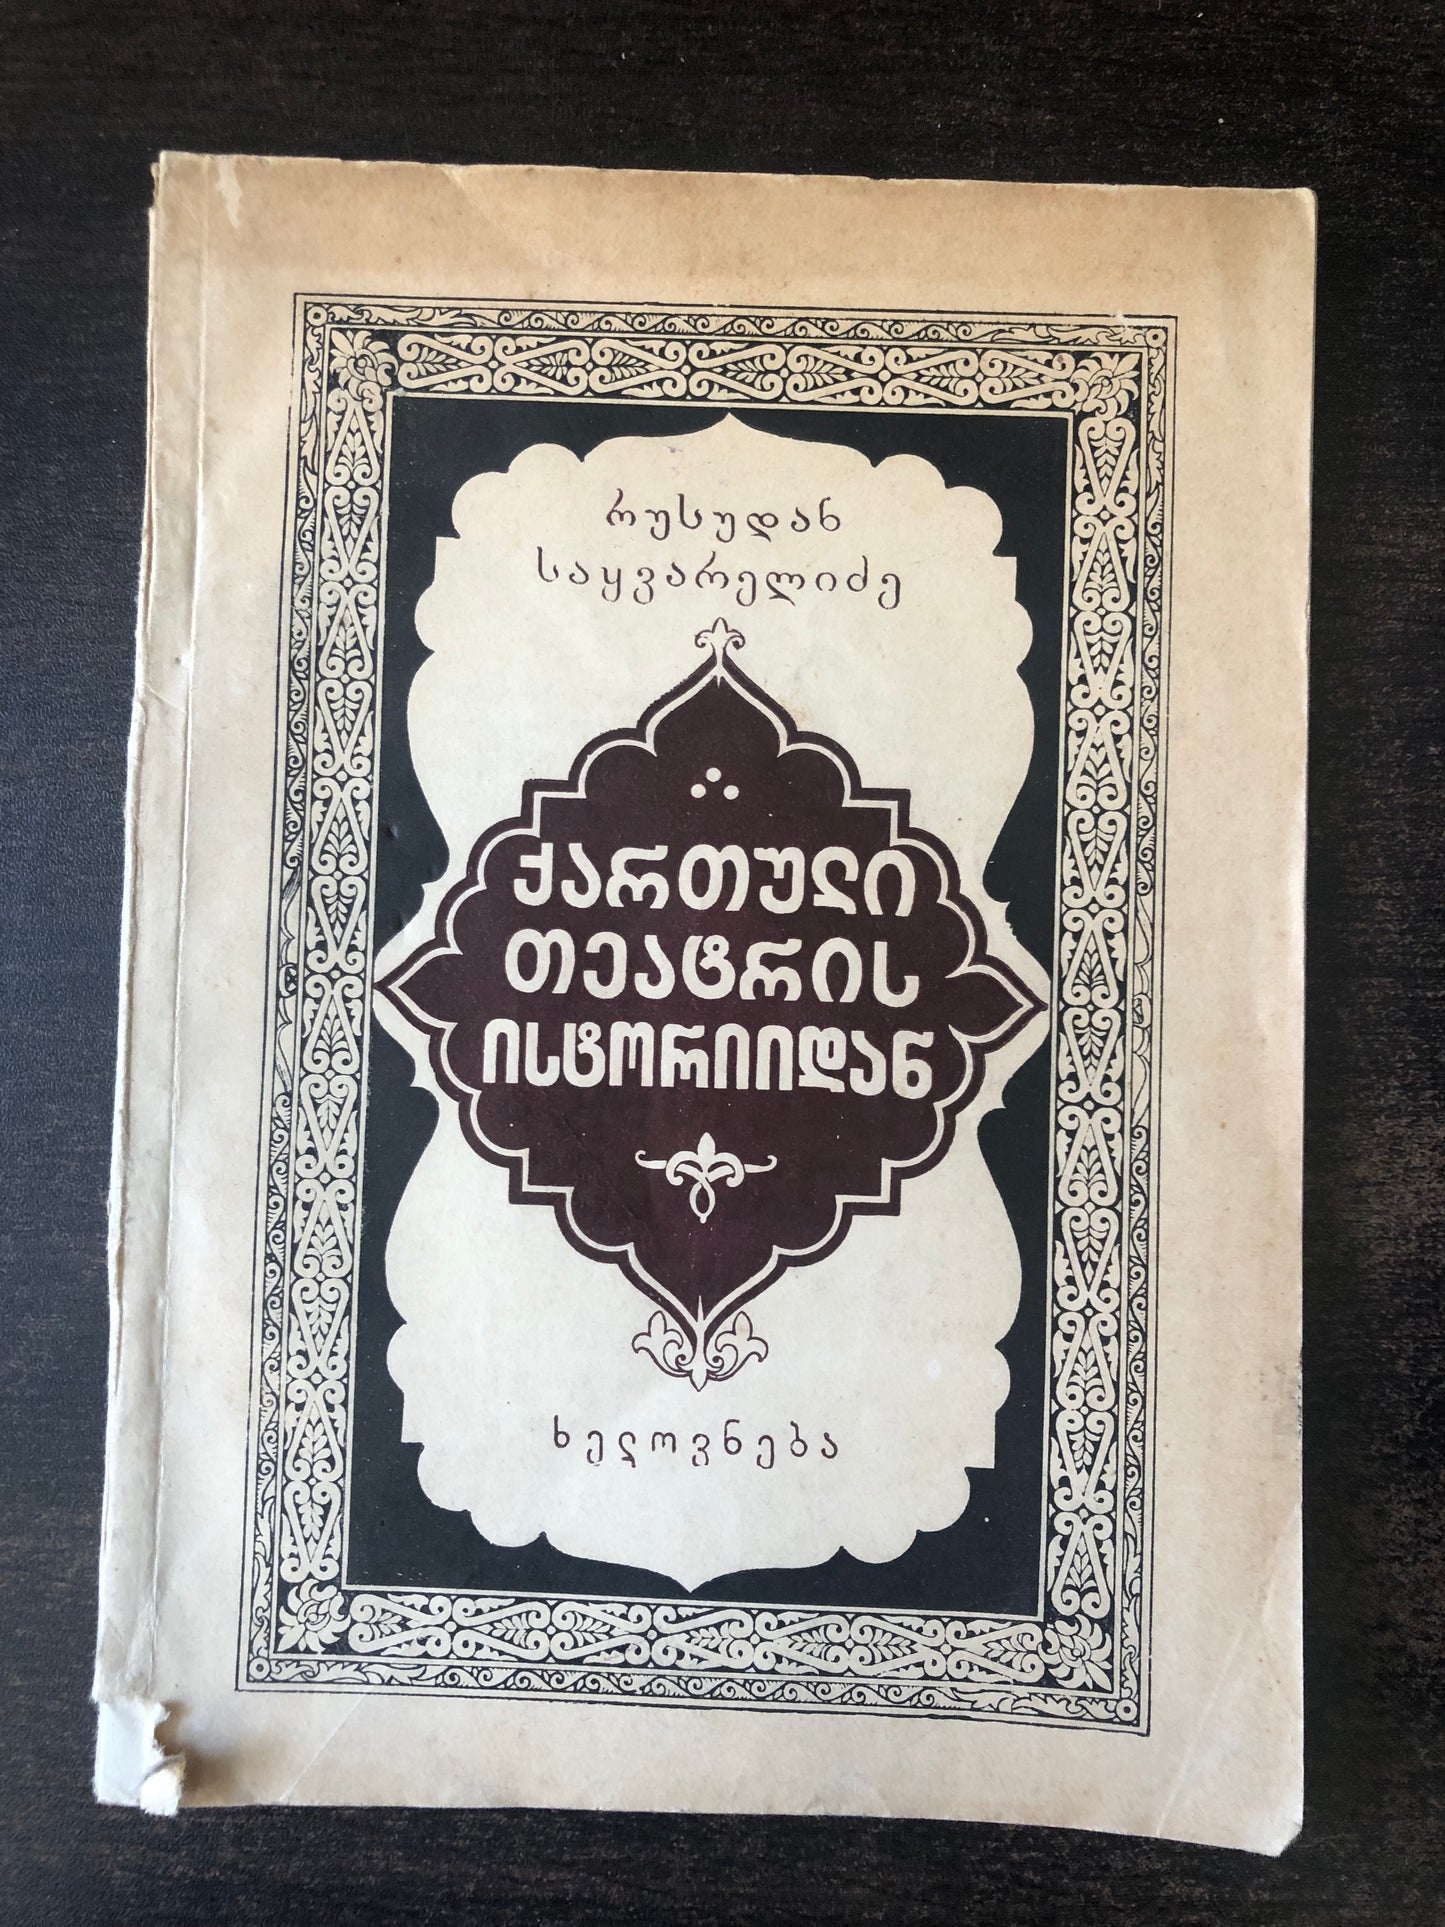 რუსუდან
საყვარელიძე
ქართული
თეატრის
ისტორიიდან
ხელოვნება